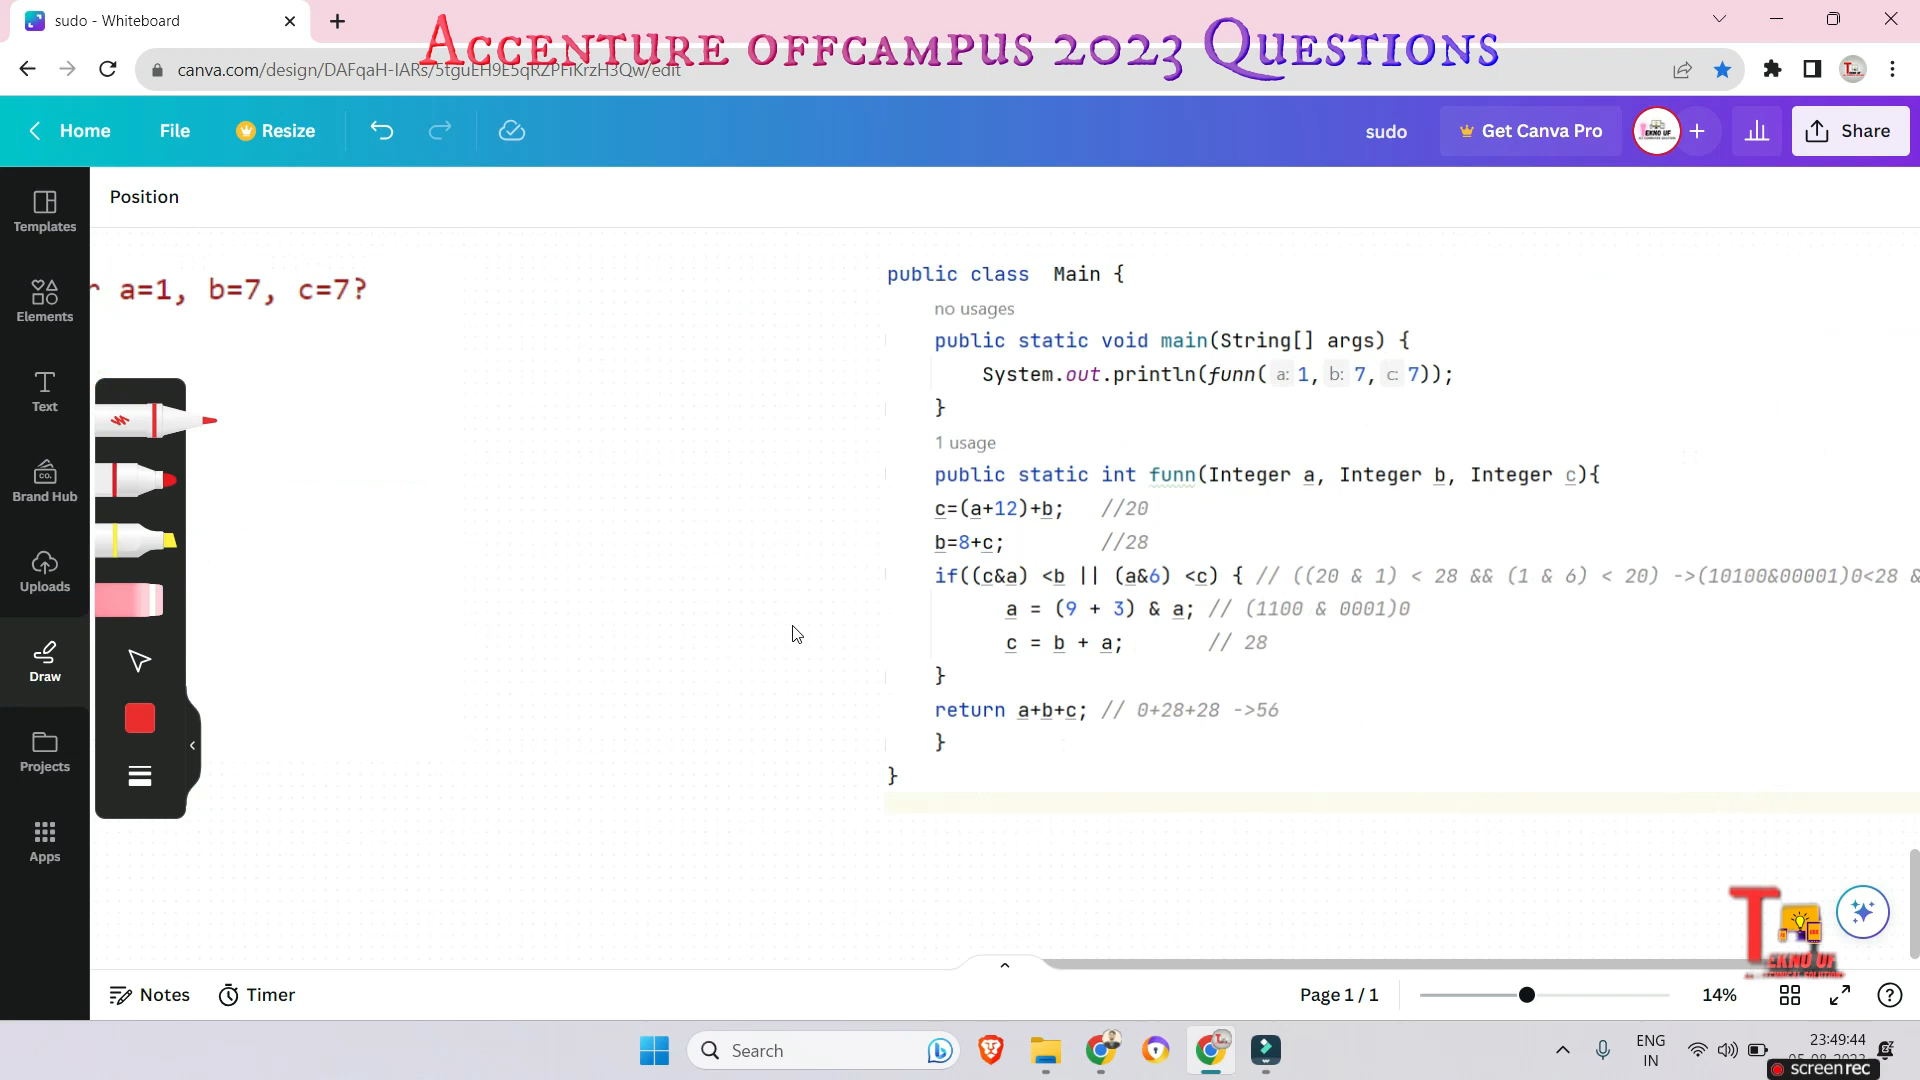 sudo - Whiteboard
Accenture offcampus 2023 Questions
canva.com/design/DAFqaH-IARs/5tguEH9E5qRZPFiKrzH3Qw/edit
Home
File
Resize
sudo
Get Canva Pro
Share
Position
Templates
Elements
Text
Brand Hub
Uploads
Draw
Projects
Apps
r a=1, b=7, c=7?
public class Main {
no usages
public static void main(String[] args) {
System.out.println(funn( a: 1, b: 7, c: 7));
}
1 usage
public static int funn(Integer a, Integer b, Integer c){
c=(a+12)+b; //20
b=8+c; //28
if((c&a) <b || (a&6) <c) { // ((20 & 1) < 28 && (1 & 6) < 20) ->(10100&00001)0<28 &
a = (9 + 3) & a; // (1100 & 0001)0
c = b + a; // 28
}
return a+b+c; // 0+28+28 ->56
}
}
Notes
Timer
Page 1 / 1
14%
Search
ENG
IN
23:49:44
05-08-2023
screenrec